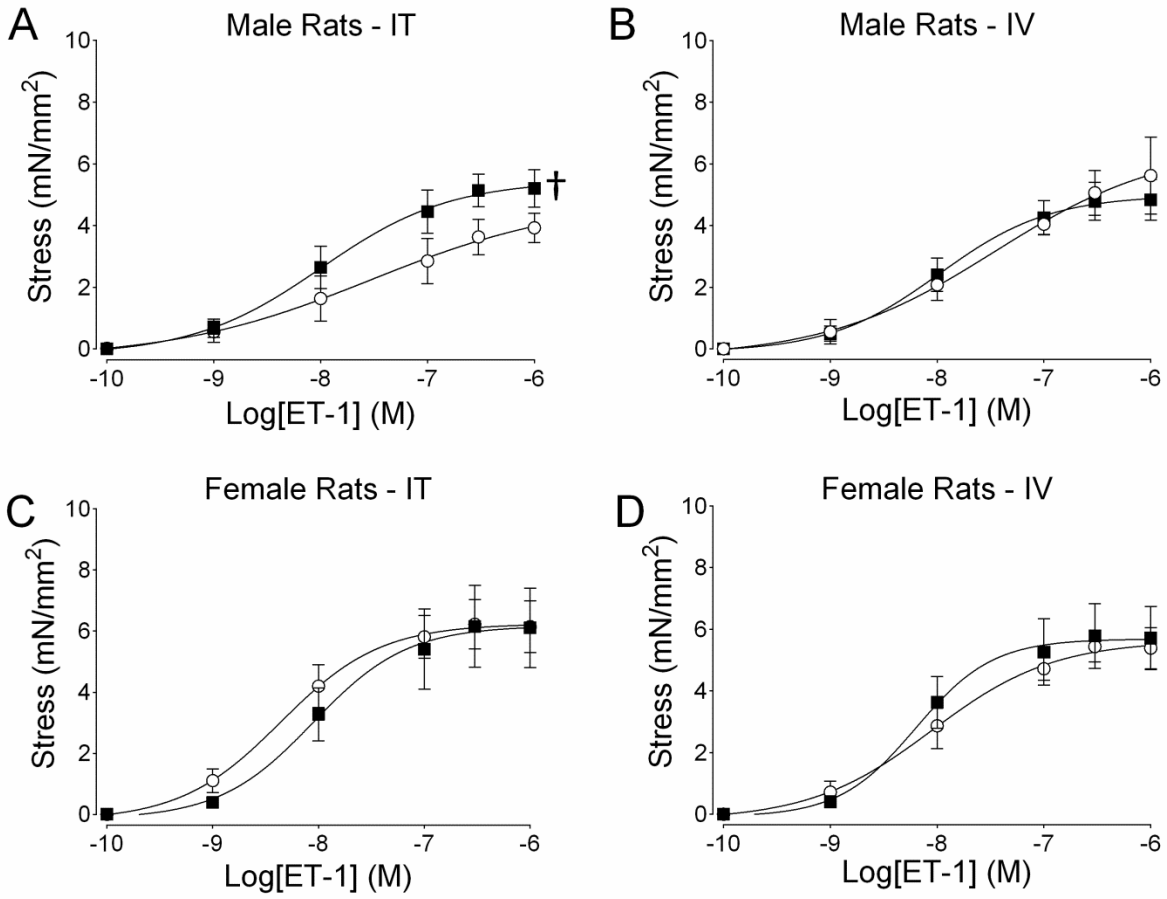 A
Male Rats - IT
10
8
6
4
2
0
Stress (mN/mm²)
†
-10 -9 -8 -7 -6
Log[ET-1] (M)
B
Male Rats - IV
10
8
6
4
2
0
Stress (mN/mm²)
-10 -9 -8 -7 -6
Log[ET-1] (M)
C
Female Rats - IT
10
8
6
4
2
0
Stress (mN/mm²)
-10 -9 -8 -7 -6
Log[ET-1] (M)
D
Female Rats - IV
10
8
6
4
2
0
Stress (mN/mm²)
-10 -9 -8 -7 -6
Log[ET-1] (M)